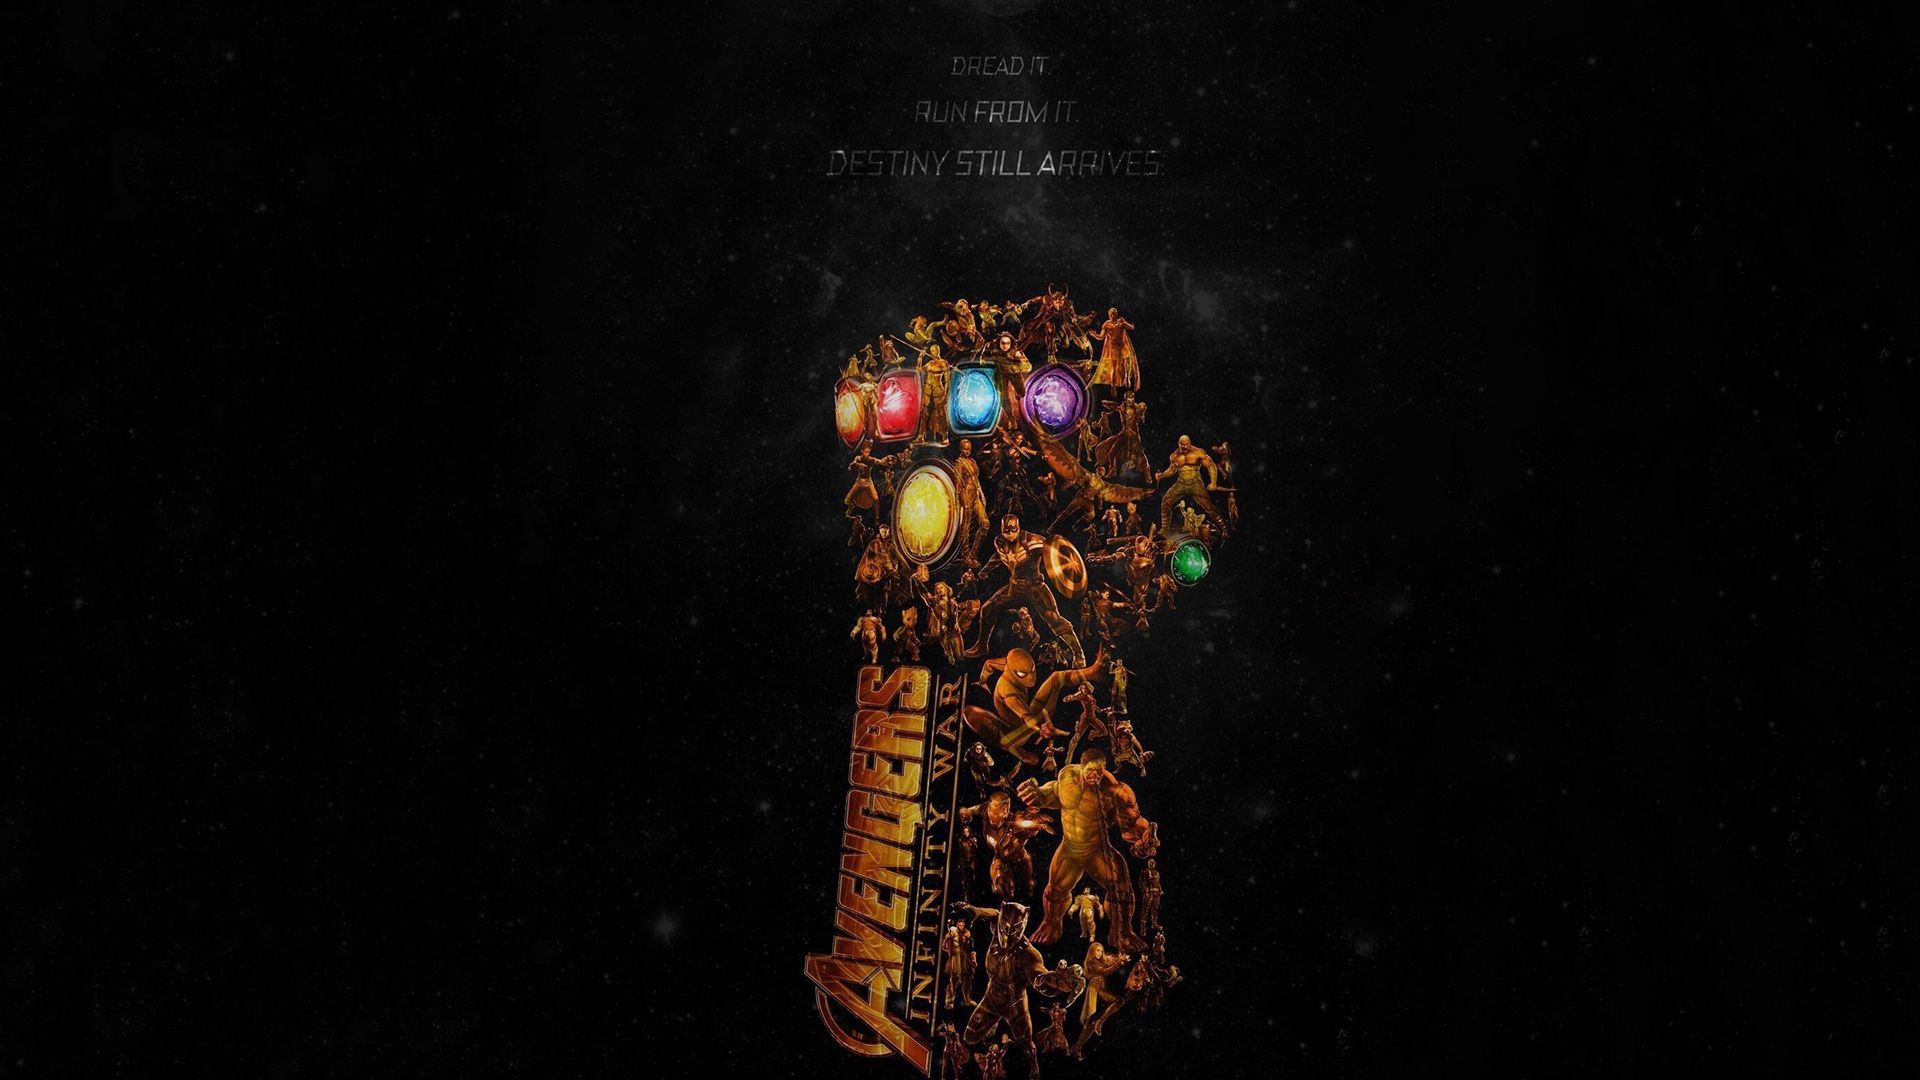 DREAD IT.
RUN FROM IT.
DESTINY STILL ARRIVES.
AVENGERS
INFINITY WAR